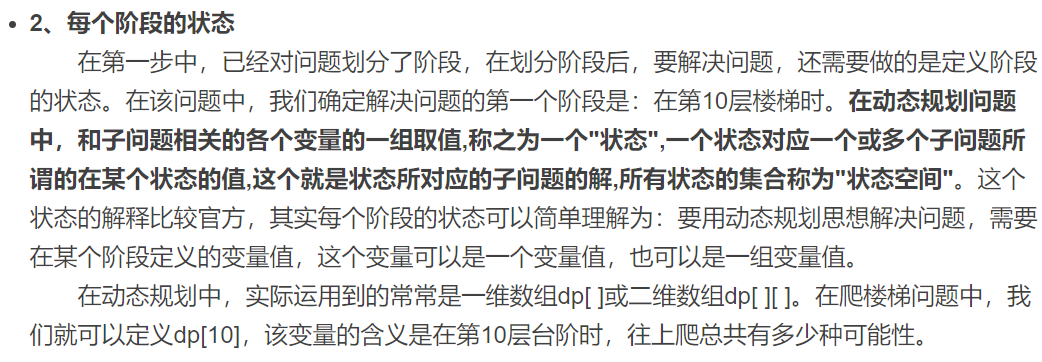 2、每个阶段的状态
在第一步中，已经对问题划分了阶段，在划分阶段后，要解决问题，还需要做的是定义阶段
的状态。在该问题中，我们确定解决问题的第一个阶段是：在第10层楼梯时。在动态规划问题
中，和子问题相关的各个变量的一组取值,称之为一个"状态",一个状态对应一个或多个子问题所
谓的在某个状态的值,这个就是状态所对应的子问题的解,所有状态的集合称为"状态空间"。这个
状态的解释比较官方，其实每个阶段的状态可以简单理解为：要用动态规划思想解决问题，需要
在某个阶段定义的变量值，这个变量可以是一个变量值，也可以是一组变量值。
在动态规划中，实际运用到的常常是一维数组dp[ ]或二维数组dp[ ][ ]。在爬楼梯问题中，我
们就可以定义dp[10]，该变量的含义是在第10层台阶时，往上爬总共有多少种可能性。